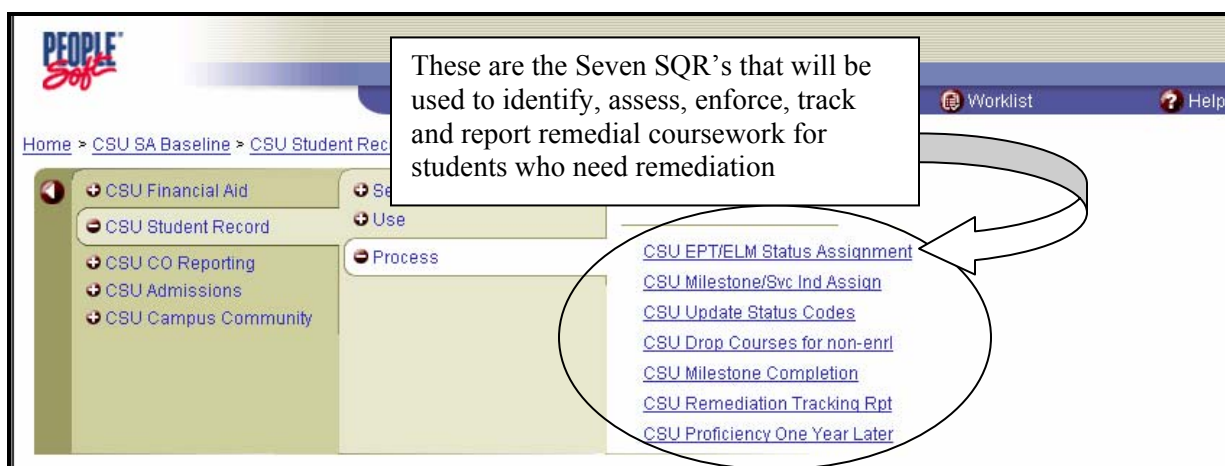 PEOPLE
Soft
These are the Seven SQR's that will be
used to identify, assess, enforce, track
and report remedial coursework for
students who need remediation
Worklist
Help
Home > CSU SA Baseline > CSU Student Rec
CSU Financial Aid
CSU Student Record
CSU CO Reporting
CSU Admissions
CSU Campus Community
Se
Use
Process
CSU EPT/ELM Status Assignment
CSU Milestone/Svc Ind Assign
CSU Update Status Codes
CSU Drop Courses for non-enrl
CSU Milestone Completion
CSU Remediation Tracking Rpt
CSU Proficiency One Year Later